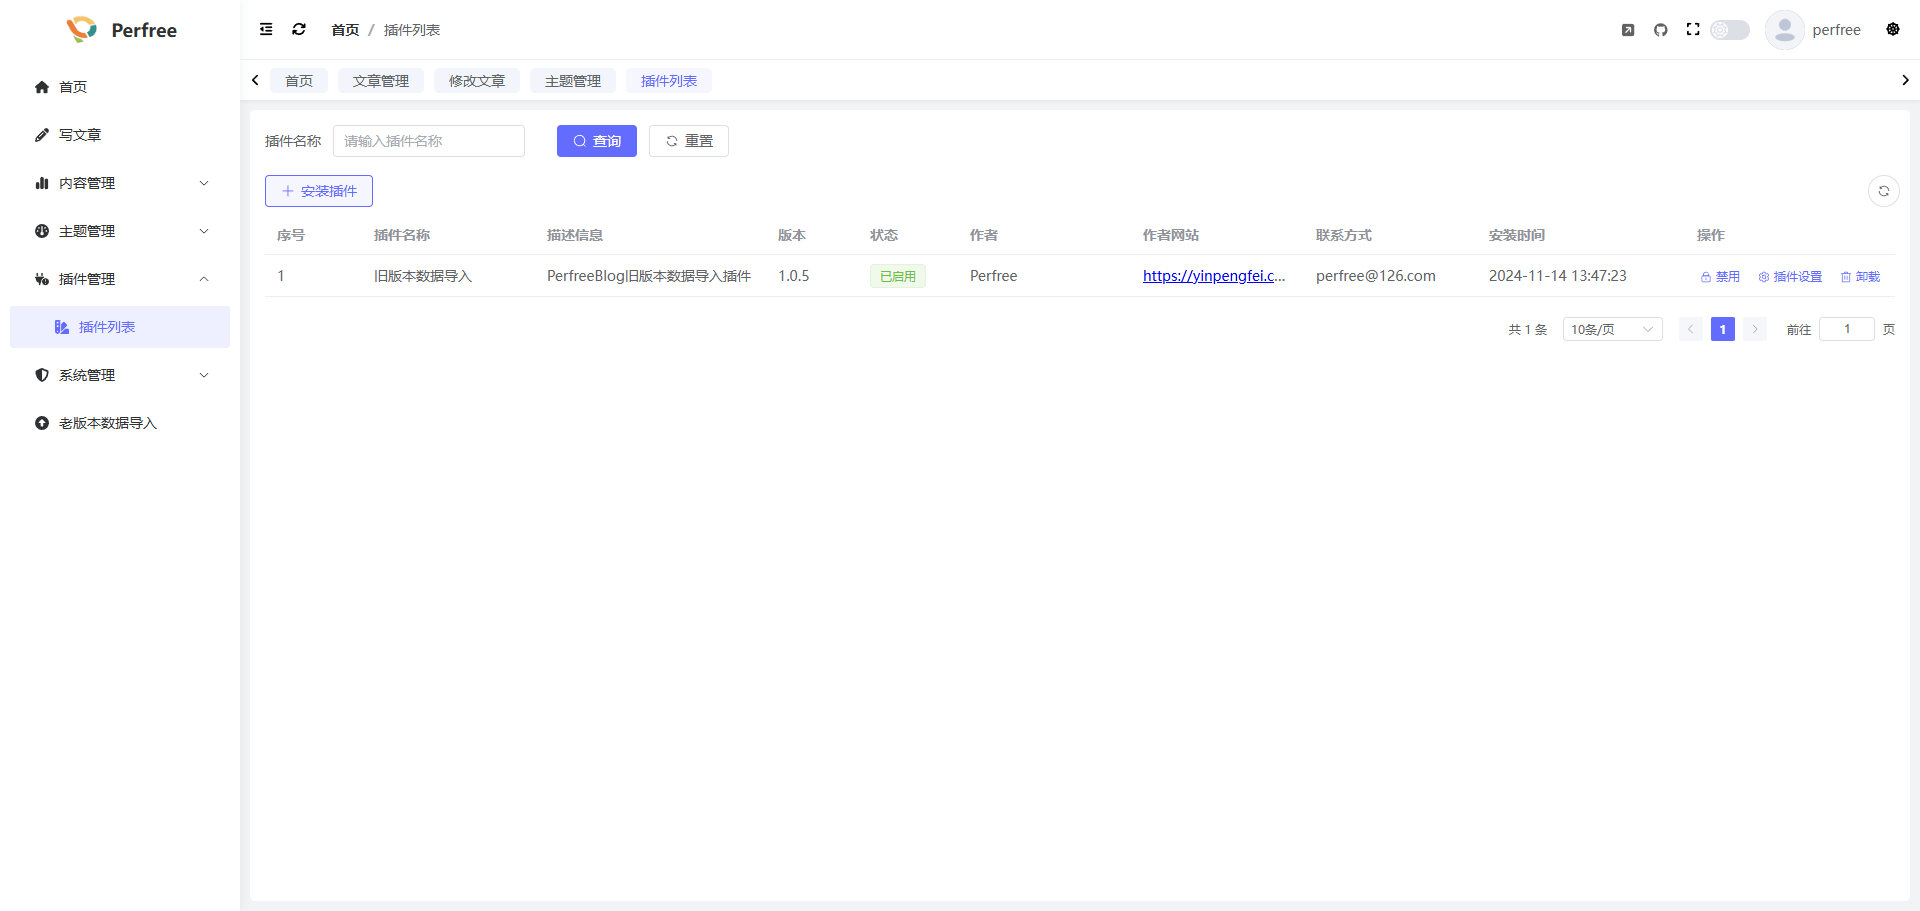 Perfree
首页 / 插件列表
perfree
首页
写文章
内容管理
主题管理
插件管理
插件列表
系统管理
老版本数据导入
首页 文章管理 修改文章 主题管理 插件列表
插件名称 请输入插件名称 查询 重置
安装插件
序号 插件名称 描述信息 版本 状态 作者 作者网站 联系方式 安装时间 操作
1 旧版本数据导入 PerfreeBlog旧版本数据导入插件 1.0.5 已启用 Perfree https://yinpengfei.c... perfree@126.com 2024-11-14 13:47:23 禁用 插件设置 卸载
共 1 条 10条/页 1 前往 1 页